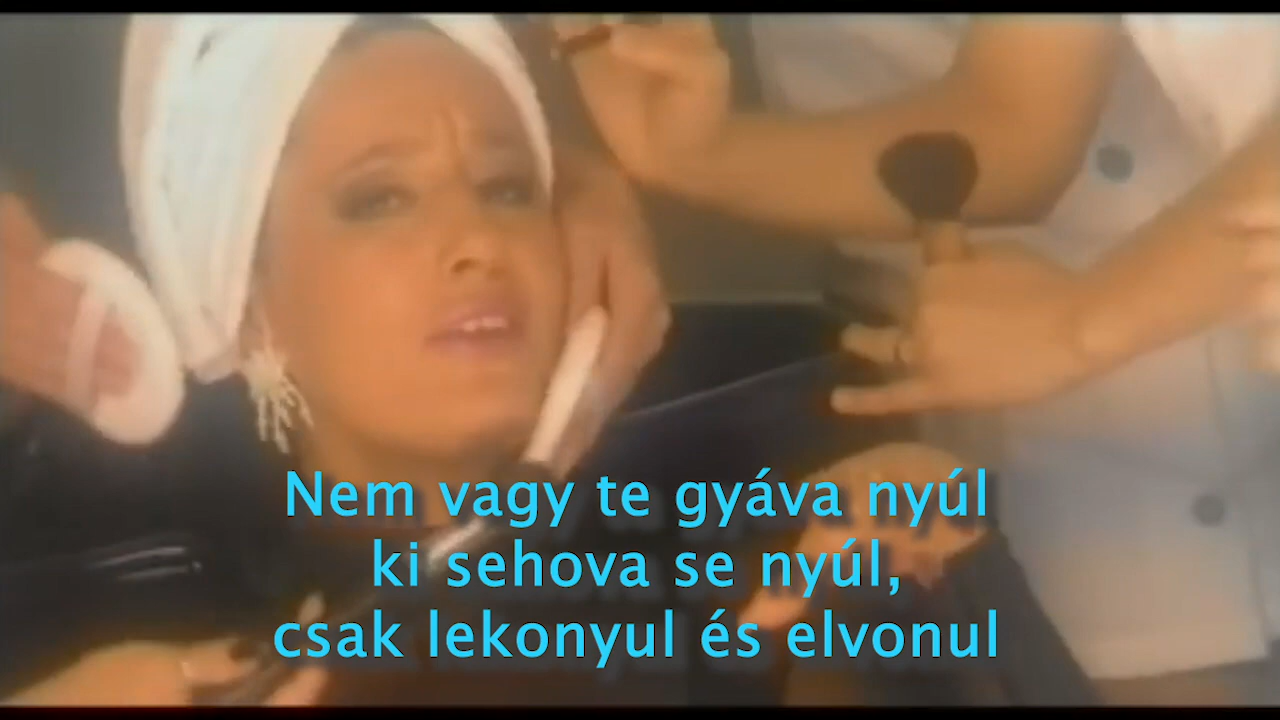 Nem vagy te gyáva nyúl
ki sehova se nyúl,
csak lekonyul és elvonul